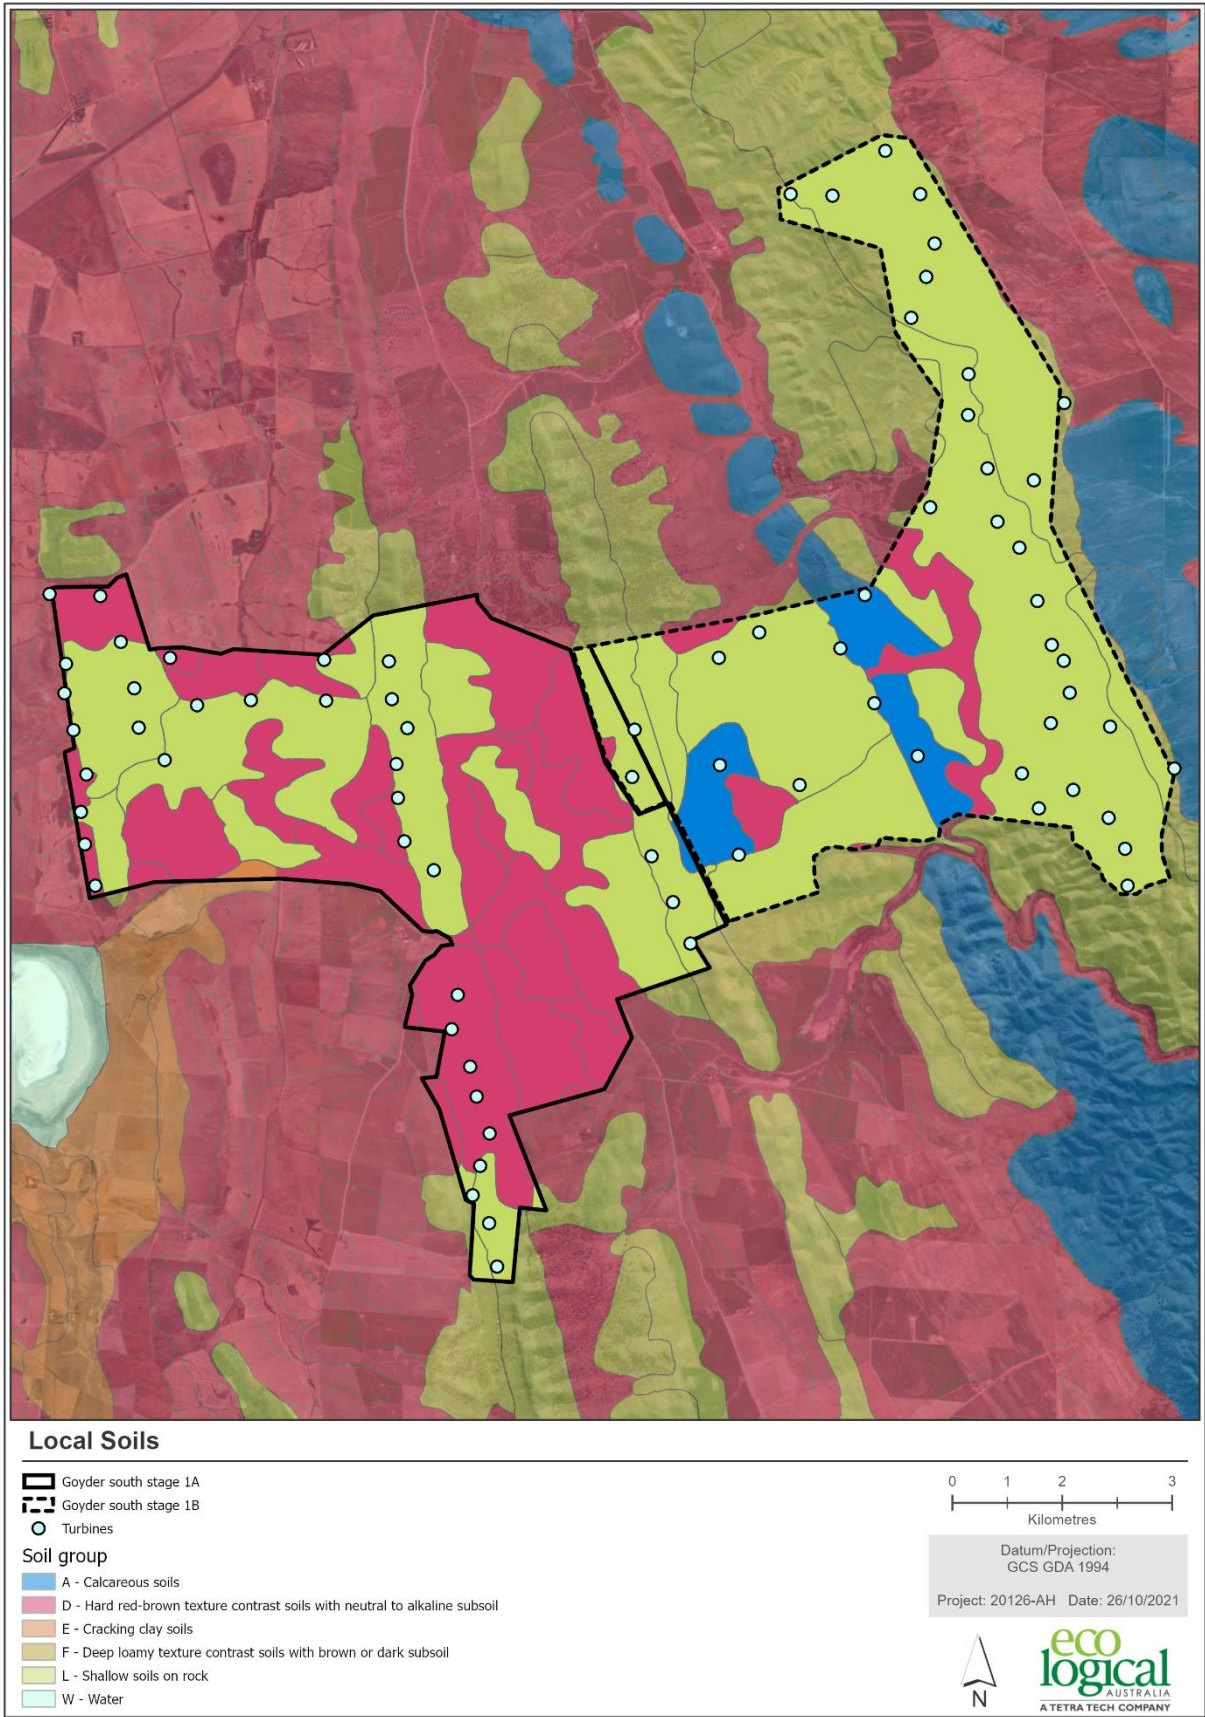 Local Soils
Goyder south stage 1A
Goyder south stage 1B
Turbines
Soil group
A - Calcareous soils
D - Hard red-brown texture contrast soils with neutral to alkaline subsoil
E - Cracking clay soils
F - Deep loamy texture contrast soils with brown or dark subsoil
L - Shallow soils on rock
W - Water
0 1 2 3
Kilometres
Datum/Projection:
GCS GDA 1994
Project: 20126-AH Date: 26/10/2021
N
eco
logical
AUSTRALIA
A TETRA TECH COMPANY